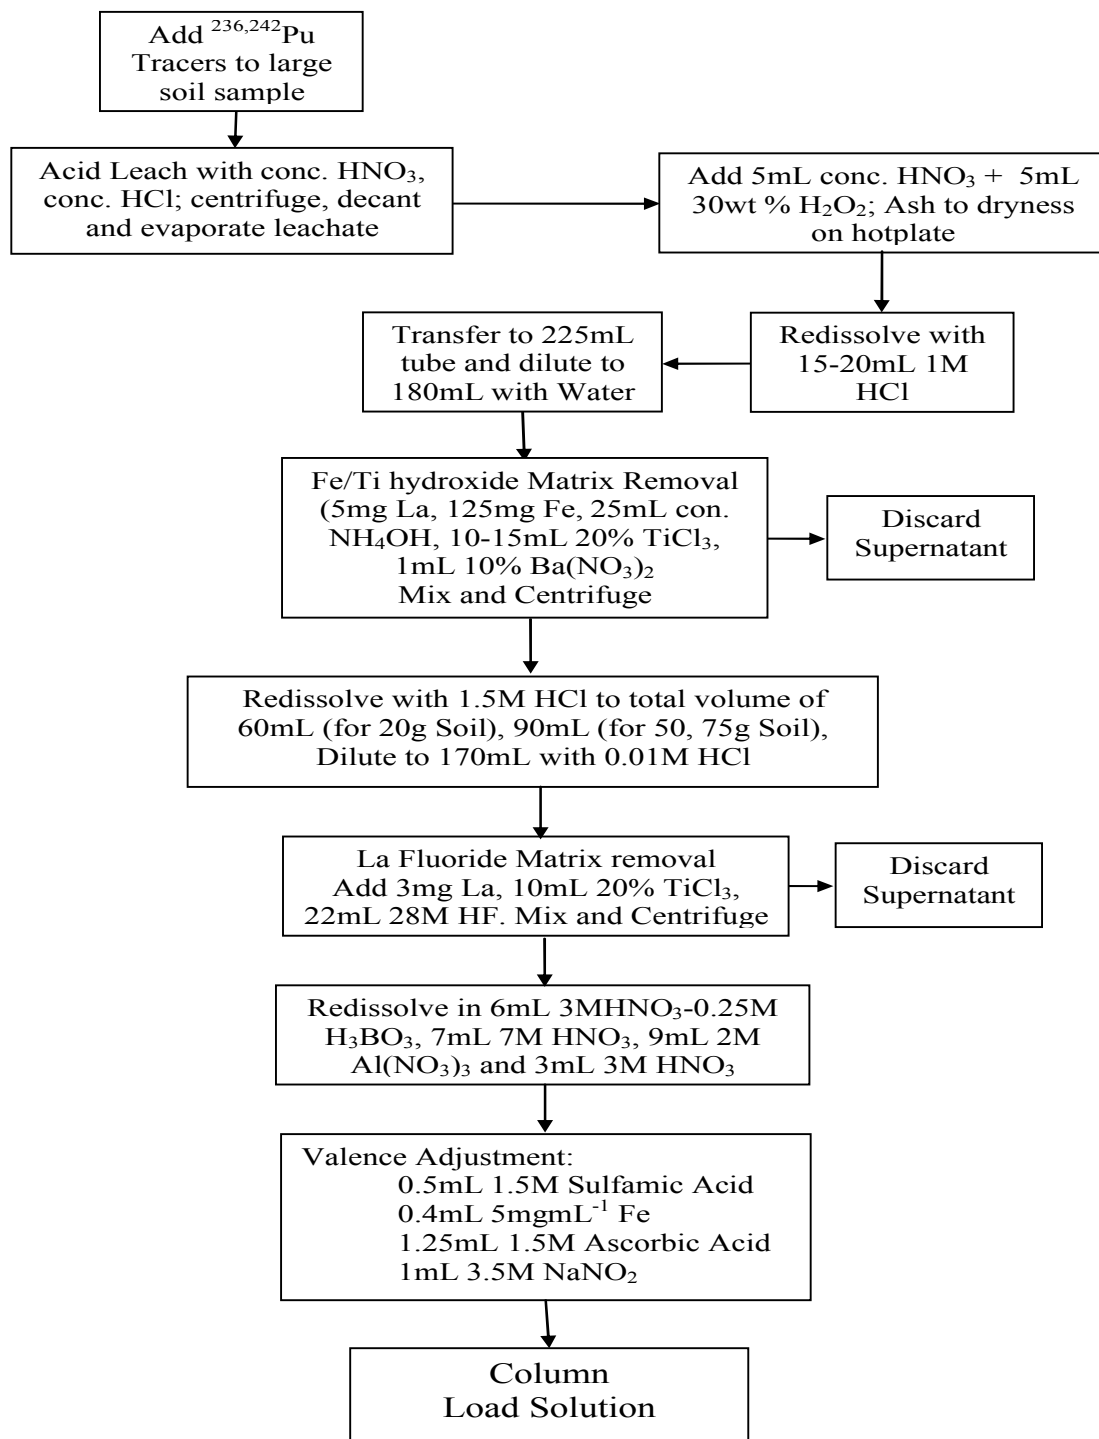 Add ²³⁶,²⁴²Pu
Tracers to large
soil sample
Acid Leach with conc. HNO₃,
conc. HCl; centrifuge, decant
and evaporate leachate
Add 5mL conc. HNO₃ + 5mL
30wt % H₂O₂; Ash to dryness
on hotplate
Redissolve with
15-20mL 1M
HCl
Transfer to 225mL
tube and dilute to
180mL with Water
Fe/Ti hydroxide Matrix Removal
(5mg La, 125mg Fe, 25mL con.
NH₄OH, 10-15mL 20% TiCl₃,
1mL 10% Ba(NO₃)₂
Mix and Centrifuge
Discard
Supernatant
Redissolve with 1.5M HCl to total volume of
60mL (for 20g Soil), 90mL (for 50, 75g Soil),
Dilute to 170mL with 0.01M HCl
La Fluoride Matrix removal
Add 3mg La, 10mL 20% TiCl₃,
22mL 28M HF. Mix and Centrifuge
Discard
Supernatant
Redissolve in 6mL 3MHNO₃-0.25M
H₃BO₃, 7mL 7M HNO₃, 9mL 2M
Al(NO₃)₃ and 3mL 3M HNO₃
Valence Adjustment:
0.5mL 1.5M Sulfamic Acid
0.4mL 5mgmL⁻¹ Fe
1.25mL 1.5M Ascorbic Acid
1mL 3.5M NaNO₂
Column
Load Solution